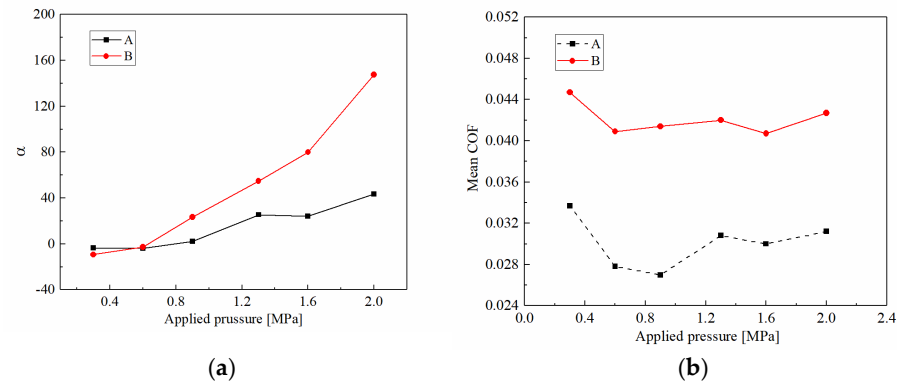 200
160
120
80
40
0
-40
α
A
B
0.4
0.8
1.2
1.6
2.0
Applied prussure [MPa]
(a)
0.052
0.048
0.044
0.040
0.036
0.032
0.028
0.024
Mean COF
A
B
0.0
0.4
0.8
1.2
1.6
2.0
2.4
Applied pressure [MPa]
(b)